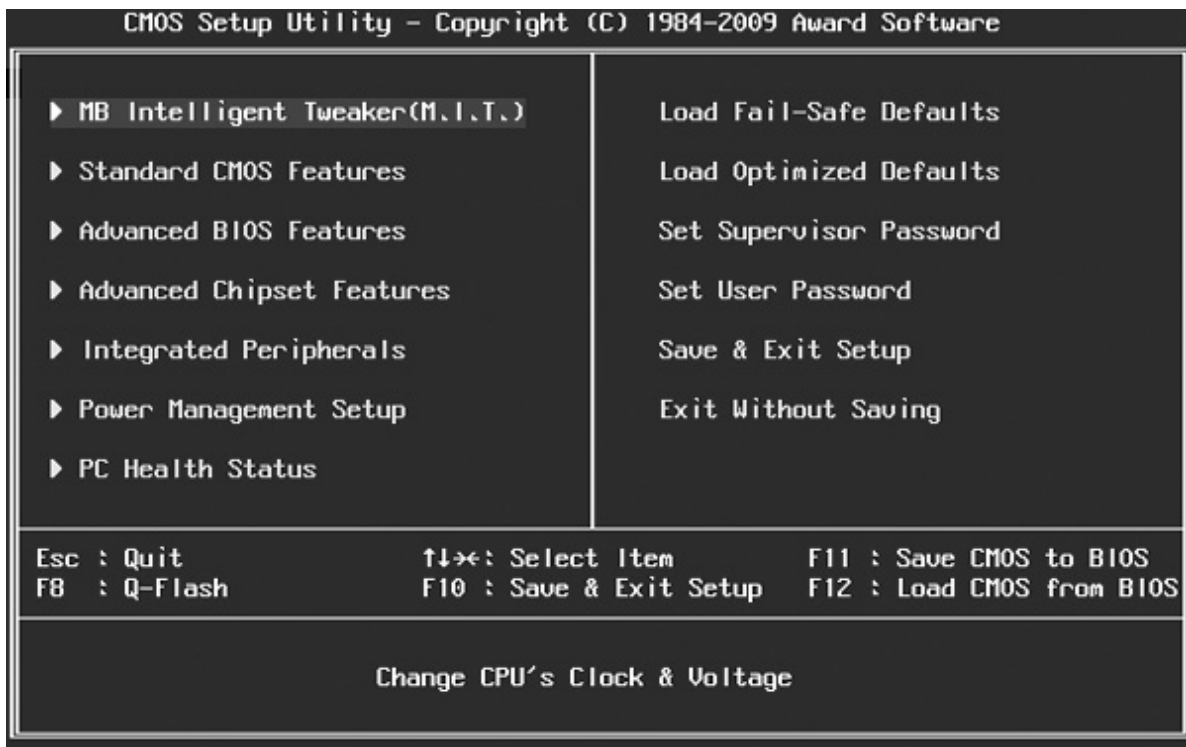 CMOS Setup Utility - Copyright (C) 1984-2009 Award Software
▶ MB Intelligent Tweaker(M.I.T.)
▶ Standard CMOS Features
▶ Advanced BIOS Features
▶ Advanced Chipset Features
▶ Integrated Peripherals
▶ Power Management Setup
▶ PC Health Status
Load Fail-Safe Defaults
Load Optimized Defaults
Set Supervisor Password
Set User Password
Save & Exit Setup
Exit Without Saving
Esc : Quit ↑↓→←: Select Item F11 : Save CMOS to BIOS
F8 : Q-Flash F10 : Save & Exit Setup F12 : Load CMOS from BIOS
Change CPU's Clock & Voltage